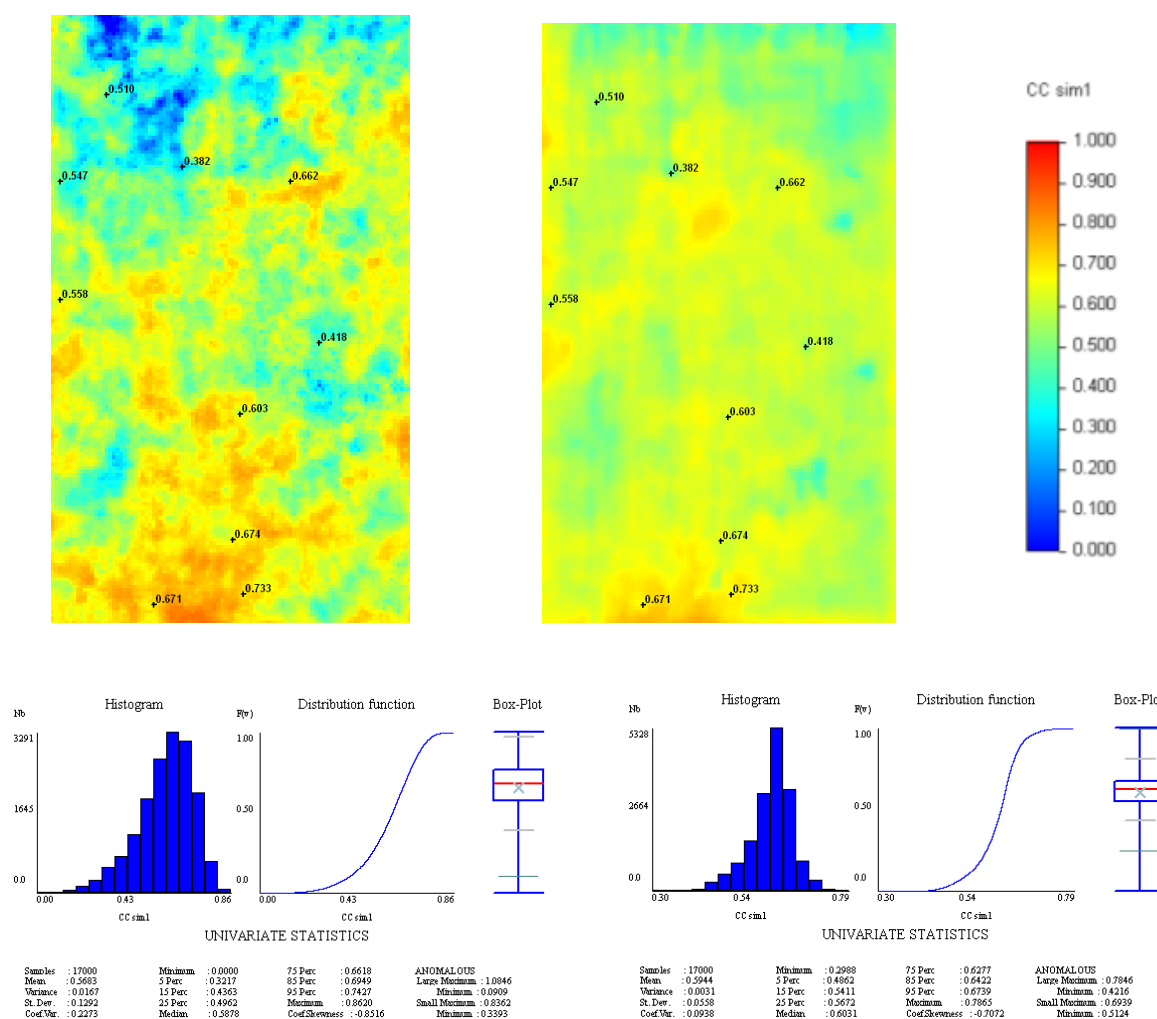 0.510
0.382
0.547
0.662
0.558
0.418
0.603
0.674
0.733
0.671
0.510
0.382
0.547
0.662
0.558
0.418
0.603
0.674
0.733
0.671
CC sim1
1.000
0.900
0.800
0.700
0.600
0.500
0.400
0.300
0.200
0.100
0.000
Histogram
Distribution function
Box-Plot
Nb
F(v)
3291
1645
0.0
1.00
0.50
0.0
0.00 0.43 0.86
0.00 0.43 0.86
CC sim1
CC sim1
UNIVARIATE STATISTICS
Samples : 17000 Minimum : 0.0000 75 Perc : 0.6618 ANOMALOUS
Mean : 0.5683 5 Perc : 0.3217 85 Perc : 0.6949 Large Maximum : 1.0846
Variance : 0.0167 15 Perc : 0.4363 95 Perc : 0.7427 Minimum : 0.0909
St. Dev. : 0.1292 25 Perc : 0.4962 Maximum : 0.8620 Small Maximum : 0.8362
Coef.Var. : 0.2273 Median : 0.5878 Coef.Skewness : -0.8516 Minimum : 0.3393
Histogram
Distribution function
Box-Plo
Nb
F(v)
5328
2664
0.0
1.00
0.50
0.0
0.30 0.54 0.79
0.30 0.54 0.79
CC sim1
CC sim1
UNIVARIATE STATISTICS
Samples : 17000 Minimum : 0.2988 75 Perc : 0.6277 ANOMALOUS
Mean : 0.5944 5 Perc : 0.4862 85 Perc : 0.6422 Large Maximum : 0.7846
Variance : 0.0031 15 Perc : 0.5411 95 Perc : 0.6739 Minimum : 0.4216
St. Dev. : 0.0558 25 Perc : 0.5672 Maximum : 0.7865 Small Maximum : 0.6939
Coef.Var. : 0.0938 Median : 0.6031 Coef.Skewness : -0.7072 Minimum : 0.5124